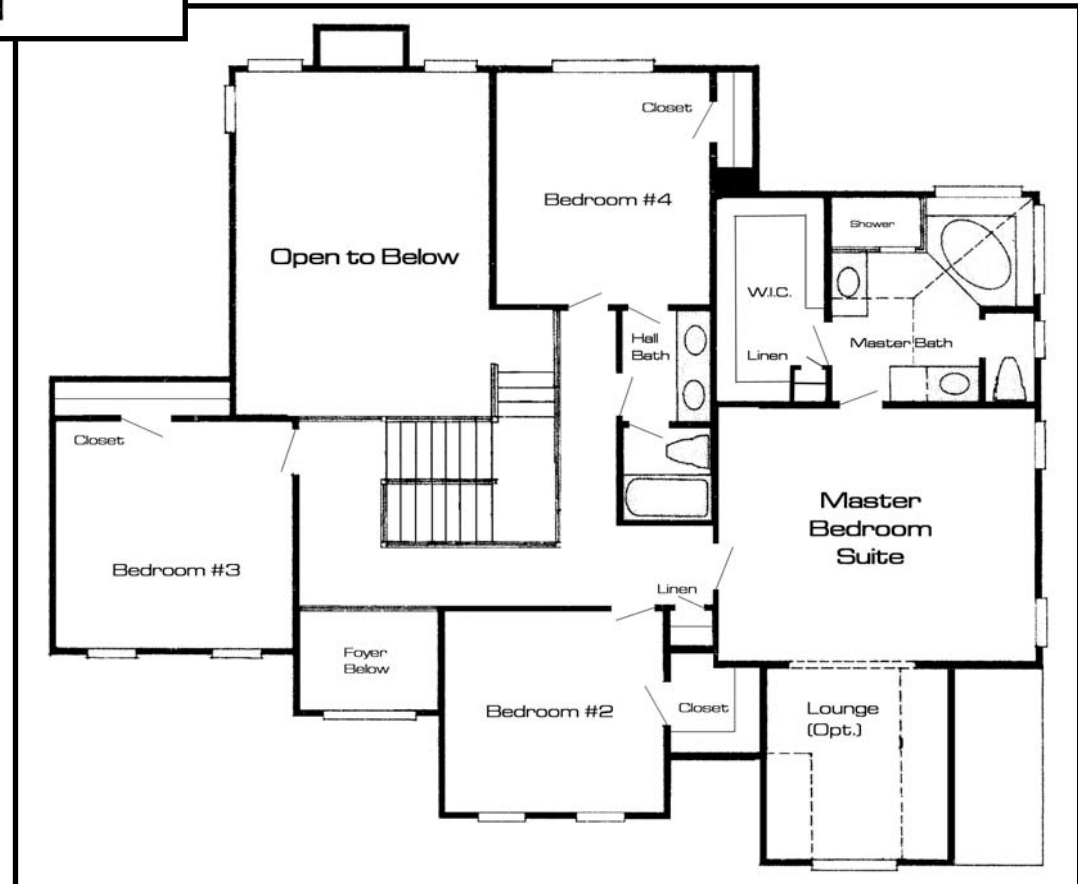 Closet
Bedroom #4
Open to Below
Shower
W.I.C.
Linen
Master Bath
Hall
Bath
Closet
Bedroom #3
Master
Bedroom
Suite
Linen
Foyer
Below
Bedroom #2
Closet
Lounge
(Opt.)